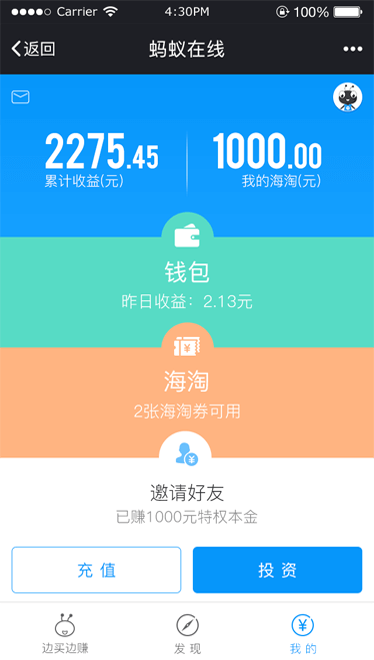 Carrier 4:30PM 100%
返回 蚂蚁在线
2275.45 1000.00
累计收益(元) 我的海淘(元)
钱包
昨日收益：2.13元
¥
海淘
2张海淘券可用
¥
邀请好友
已赚1000元特权本金
充值 投资
¥
边买边赚 发现 我的